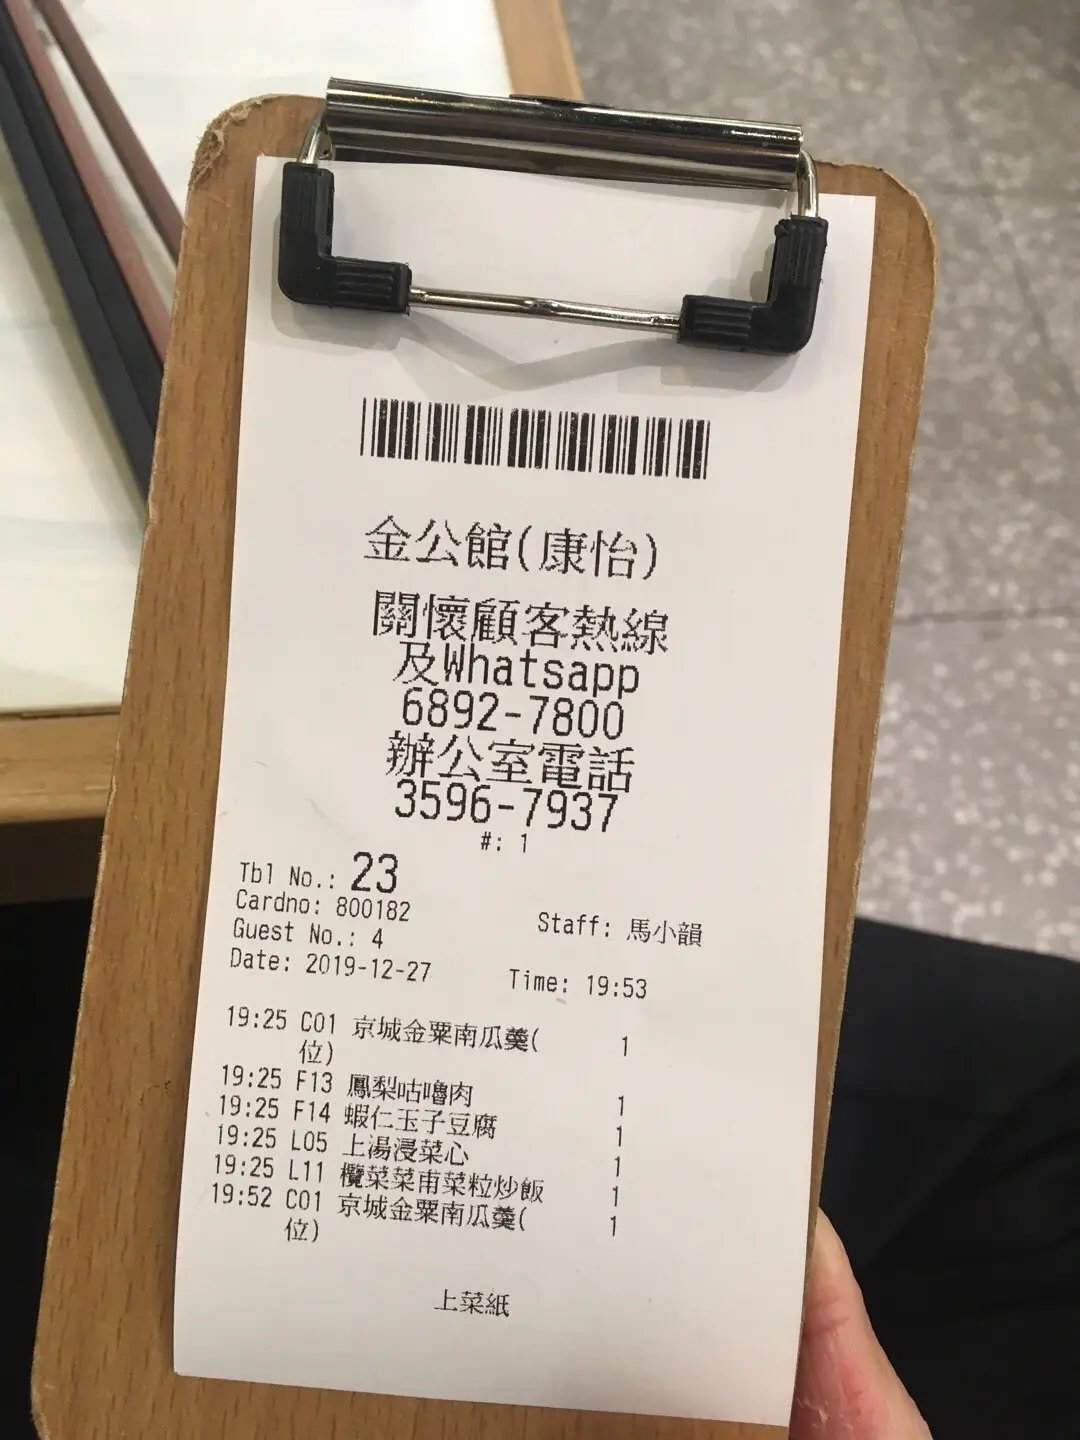 金公館(康怡)
關懷顧客熱線
及Whatsapp
6892-7800
辦公室電話
3596-7937
#: 1
Tbl No.: 23
Cardno: 800182 Staff: 馬小韻
Guest No.: 4
Date: 2019-12-27 Time: 19:53
19:25 C01 京城金粟南瓜羹( 1
位)
19:25 F13 鳳梨咕嚕肉 1
19:25 F14 蝦仁玉子豆腐 1
19:25 L05 上湯浸菜心 1
19:25 L11 欖菜菜甫菜粒炒飯 1
19:52 C01 京城金粟南瓜羹( 1
位)
上菜紙